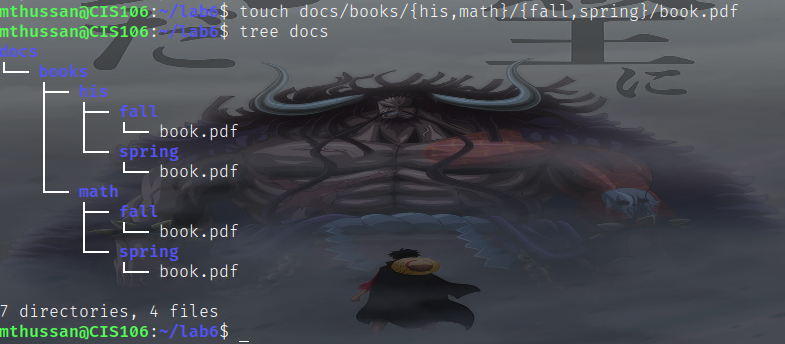 mthussan@CIS106:~/lab6$ touch docs/books/{his,math}/{fall,spring}/book.pdf
mthussan@CIS106:~/lab6$ tree docs
docs
└── books
    ├── his
    │   ├── fall
    │   │   └── book.pdf
    │   └── spring
    │       └── book.pdf
    └── math
        ├── fall
        │   └── book.pdf
        └── spring
            └── book.pdf
7 directories, 4 files
mthussan@CIS106:~/lab6$ _
に